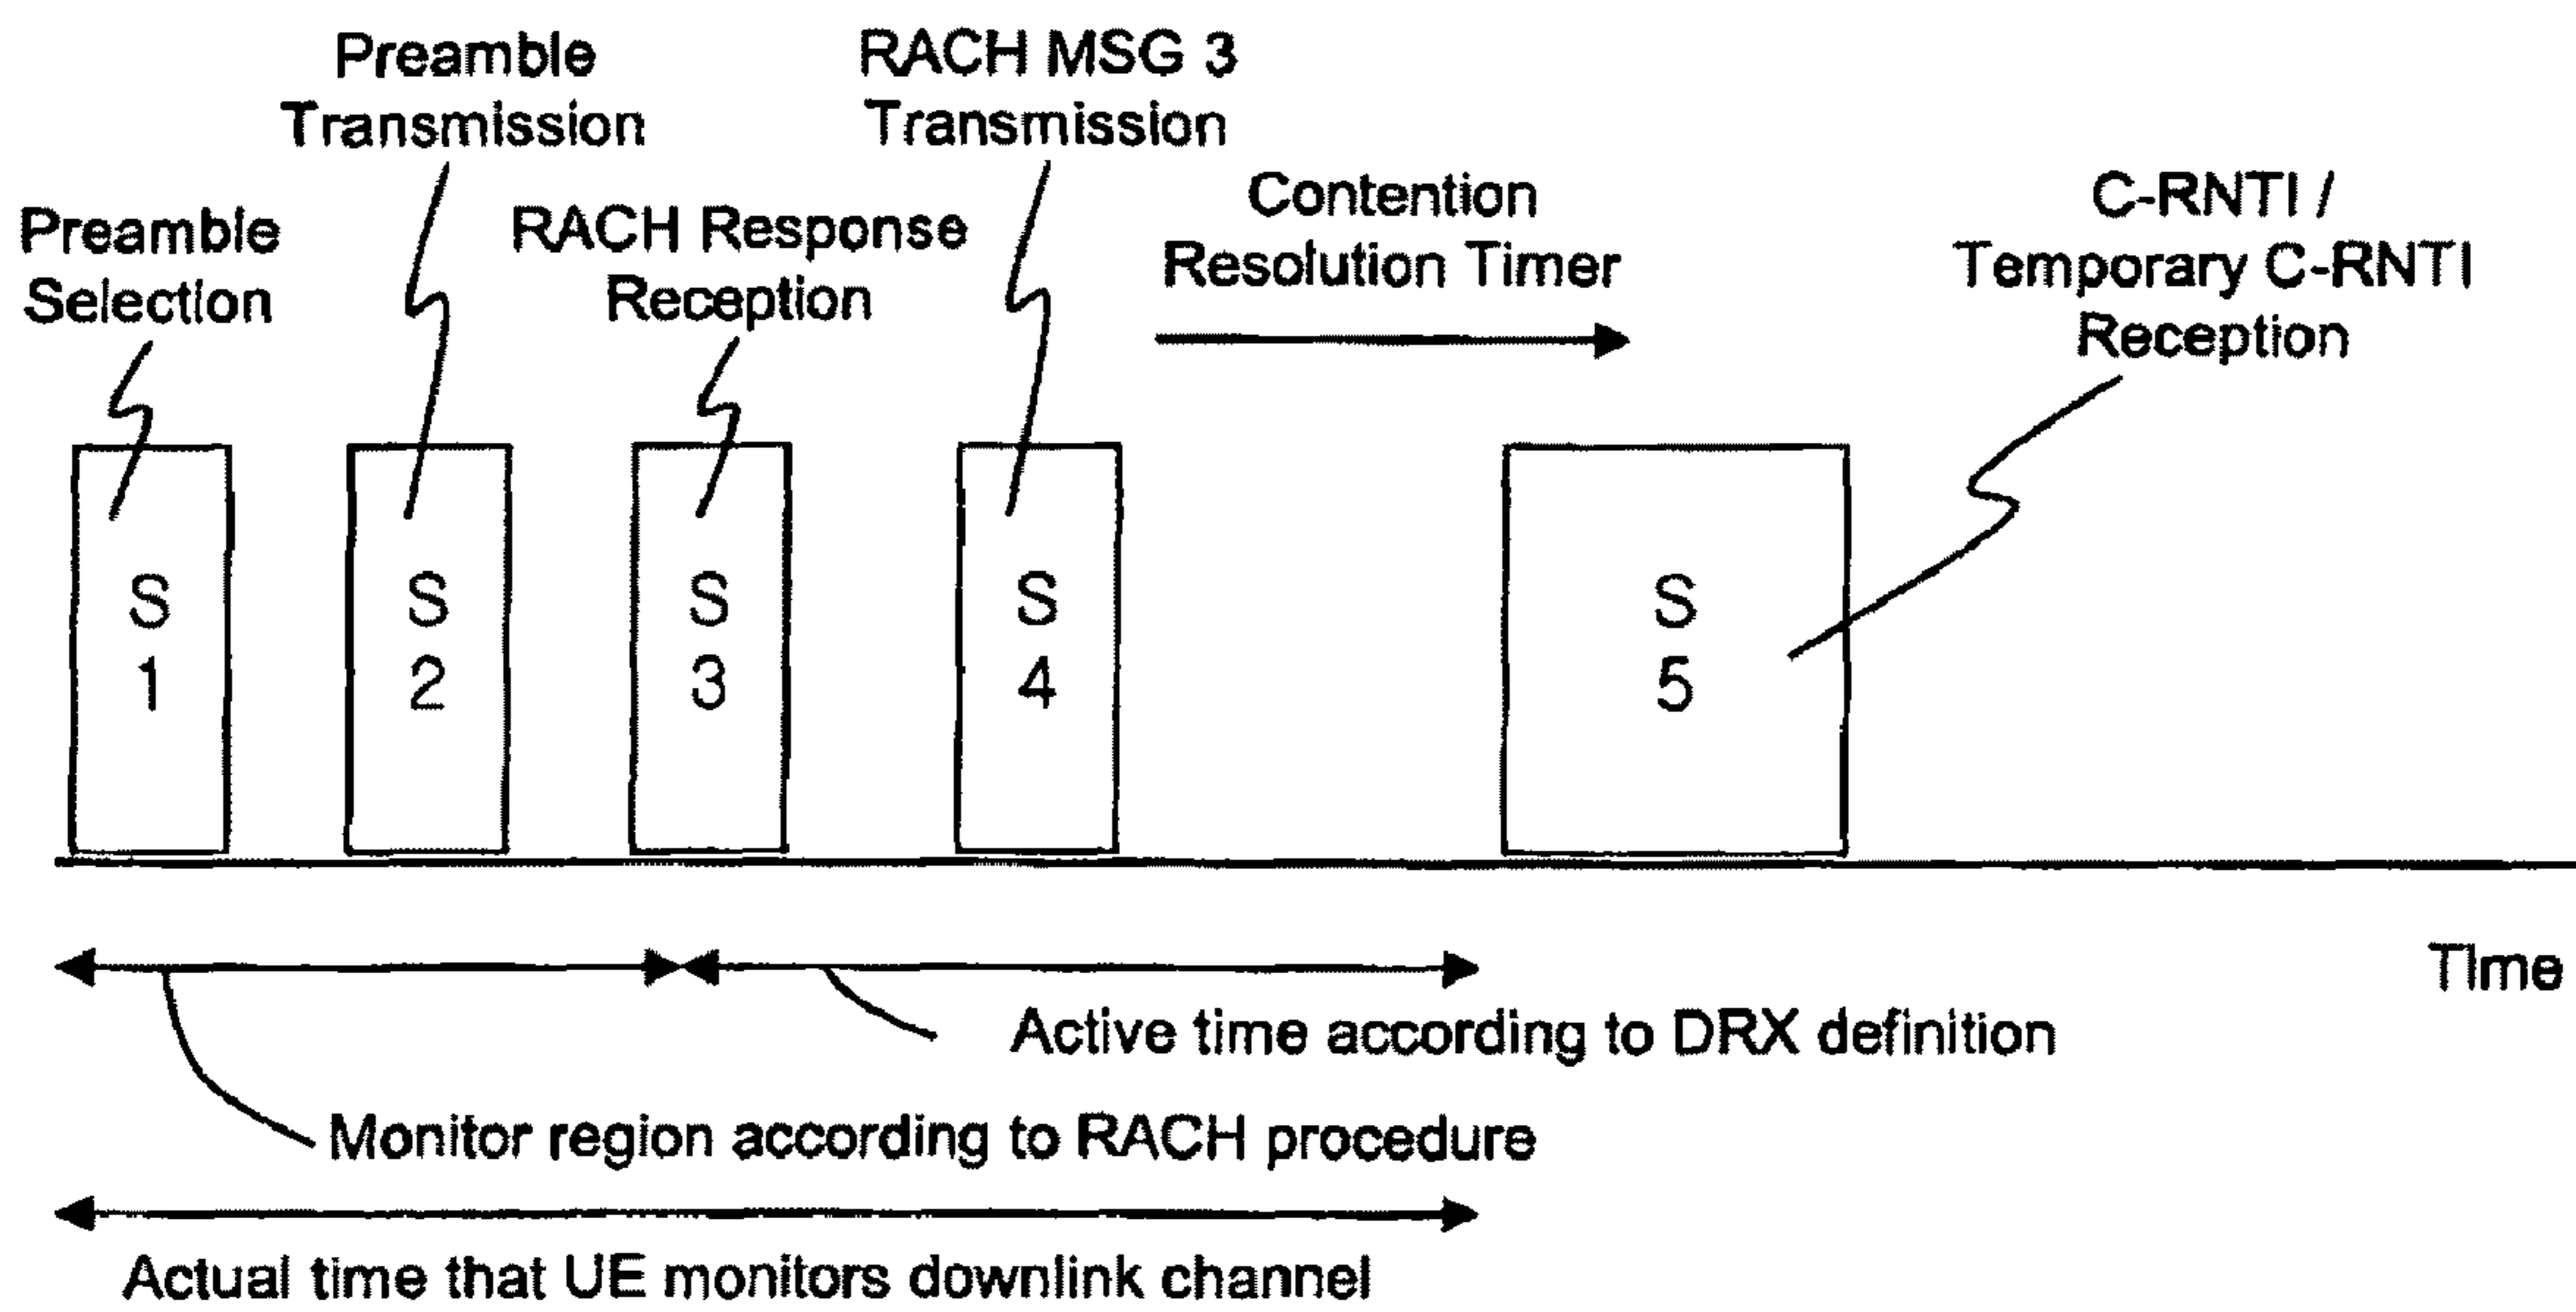 Preamble
Transmission
RACH MSG 3
Transmission
Preamble
Selection
RACH Response
Reception
Contention
Resolution Timer
C-RNTI /
Temporary C-RNTI
Reception
S
1
S
2
S
3
S
4
S
5
Time
Active time according to DRX definition
Monitor region according to RACH procedure
Actual time that UE monitors downlink channel